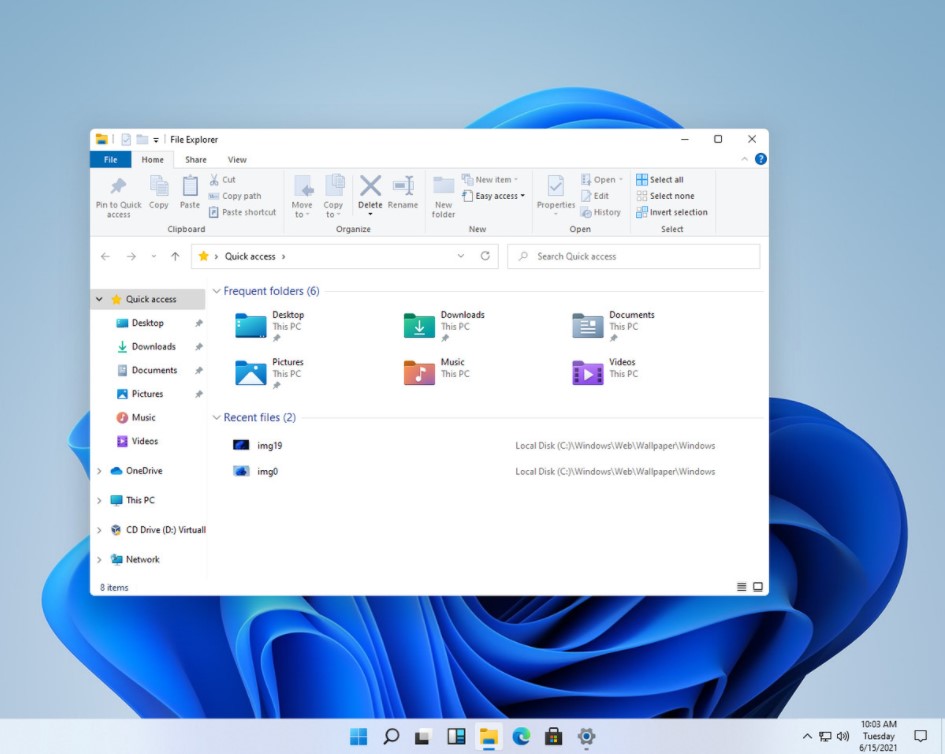 File Explorer
File Home Share View
Pin to Quick access
Copy
Paste
Cut
Copy path
Paste shortcut
Clipboard
Move to
Copy to
Delete
Rename
Organize
New folder
New item
Easy access
New
Properties
Open
Edit
History
Open
Select all
Select none
Invert selection
Select
Quick access
Search Quick access
Quick access
Desktop
Downloads
Documents
Pictures
Music
Videos
OneDrive
This PC
CD Drive (D:) Virtuall
Network
Frequent folders (6)
Desktop
This PC
Downloads
This PC
Documents
This PC
Pictures
This PC
Music
This PC
Videos
This PC
Recent files (2)
img19 Local Disk (C:)\Windows\Web\Wallpaper\Windows
img0 Local Disk (C:)\Windows\Web\Wallpaper\Windows
8 items
10:03 AM
Tuesday
6/15/2021